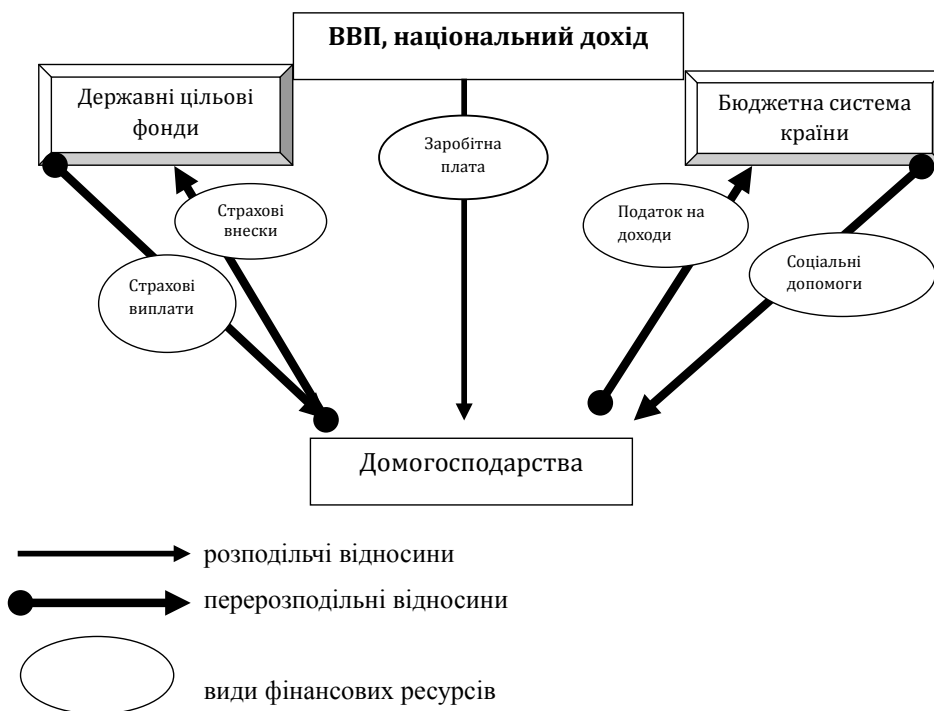 ВВП, національний дохід
Державні цільові
фонди
Бюджетна система
країни
Заробітна
плата
Страхові
внески
Податок на
доходи
Страхові
виплати
Соціальні
допомоги
Домогосподарства
розподільчі відносини
перерозподільні відносини
види фінансових ресурсів